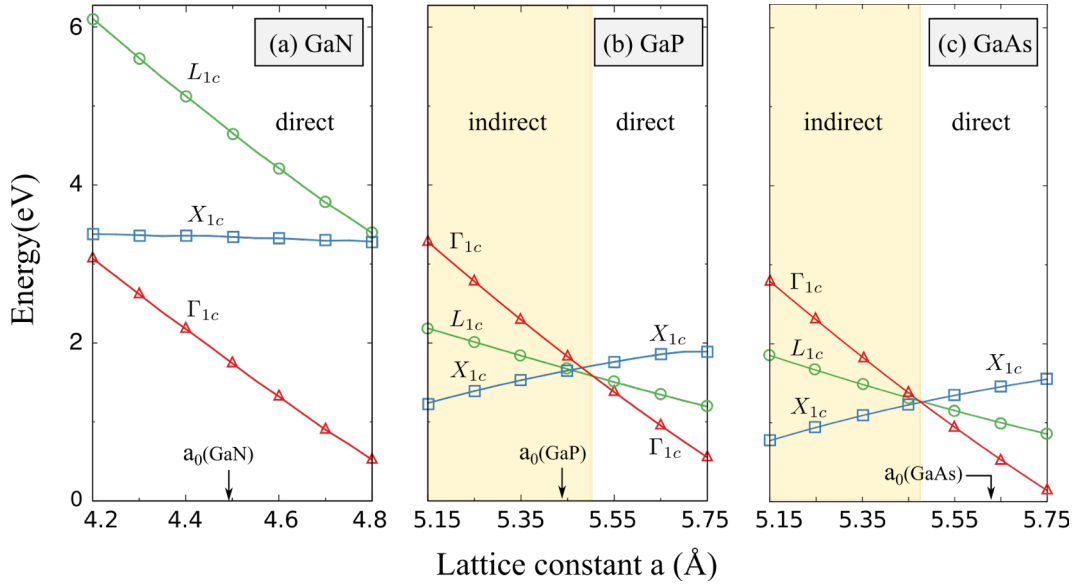 Energy(eV)
6
4
2
0
(a) GaN
L1c
direct
X1c
Γ1c
a0(GaN)
4.2 4.4 4.6 4.8
(b) GaP
indirect direct
Γ1c
L1c
X1c
X1c
Γ1c
a0(GaP)
5.15 5.35 5.55 5.75
(c) GaAs
indirect direct
Γ1c
L1c
X1c
X1c
a0(GaAs)
5.15 5.35 5.55 5.75
Lattice constant a (Å)